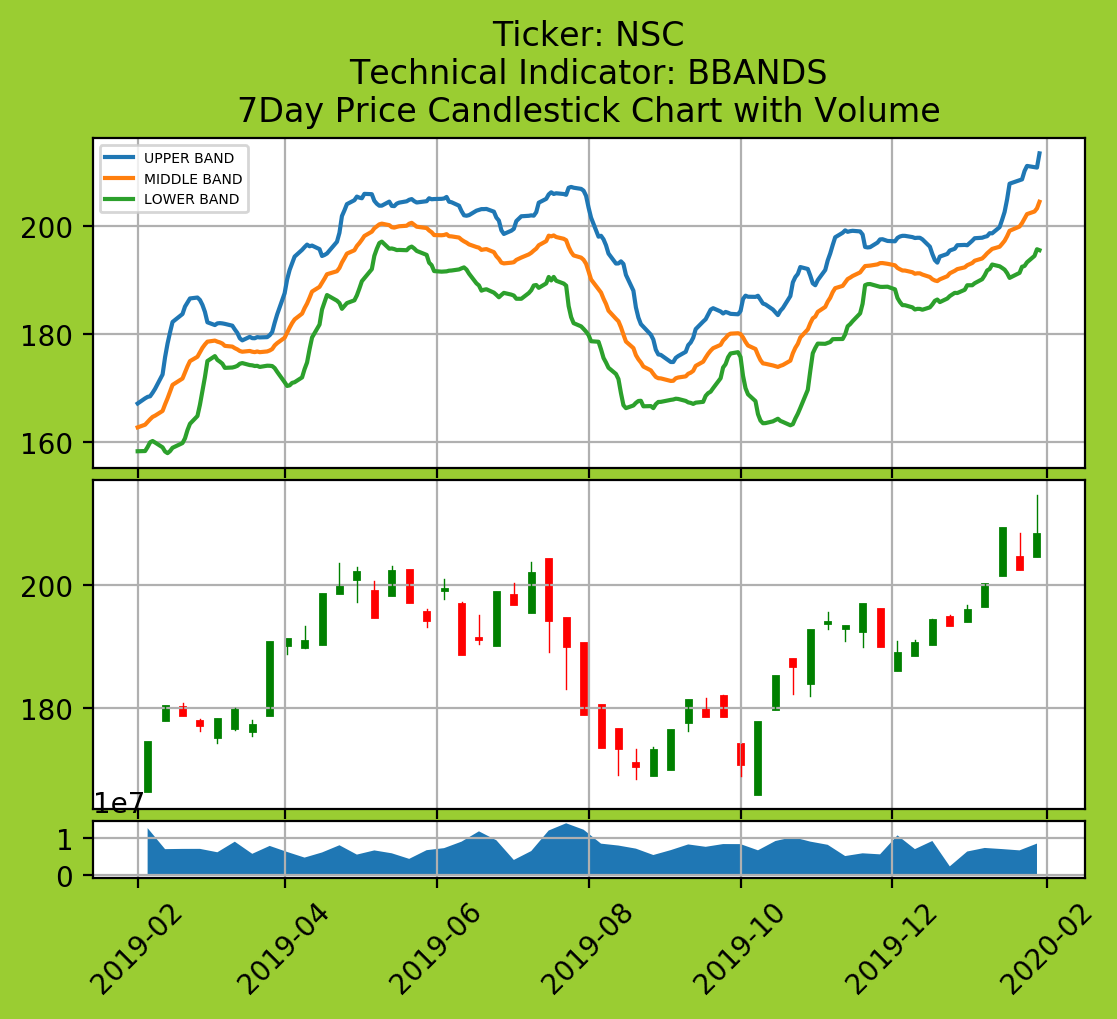 Ticker: NSC
Technical Indicator: BBANDS
7Day Price Candlestick Chart with Volume
UPPER BAND
MIDDLE BAND
LOWER BAND
200
180
160
200
180
1e7
1
0
2019-02
2019-04
2019-06
2019-08
2019-10
2019-12
2020-02